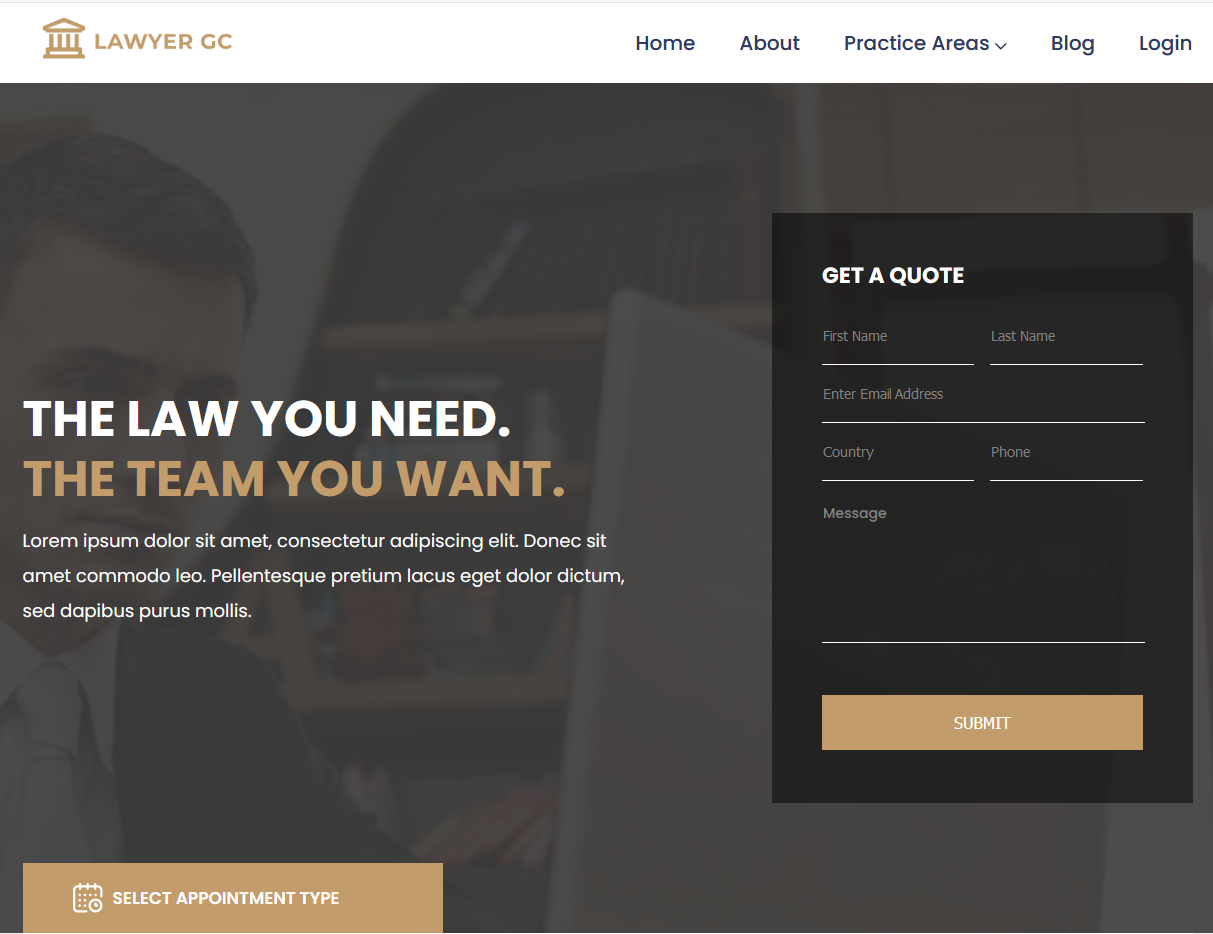 LAWYER GC
Home About Practice Areas Blog Login
THE LAW YOU NEED.
THE TEAM YOU WANT.
Lorem ipsum dolor sit amet, consectetur adipiscing elit. Donec sit
amet commodo leo. Pellentesque pretium lacus eget dolor dictum,
sed dapibus purus mollis.
GET A QUOTE
First Name Last Name
Enter Email Address
Country Phone
Message
SUBMIT
SELECT APPOINTMENT TYPE